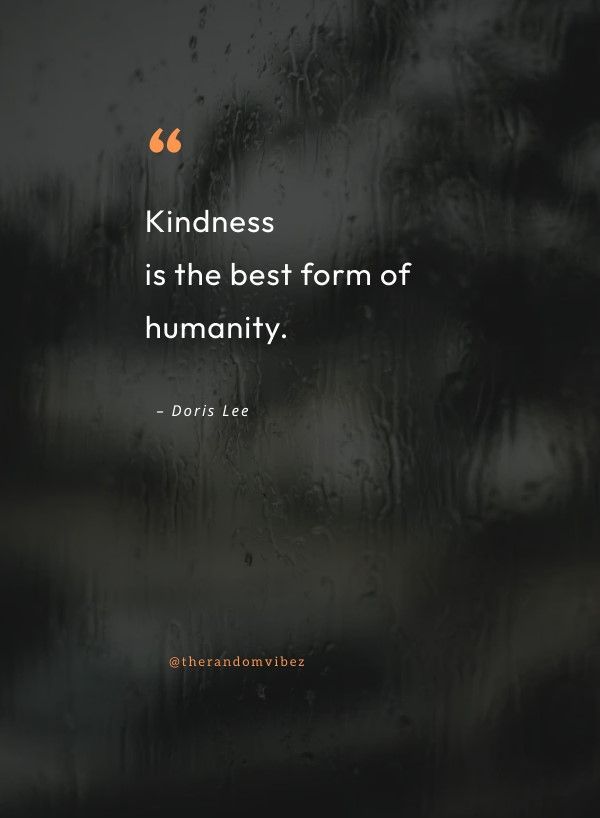 “
Kindness
is the best form of
humanity.
– Doris Lee
@therandomvibez